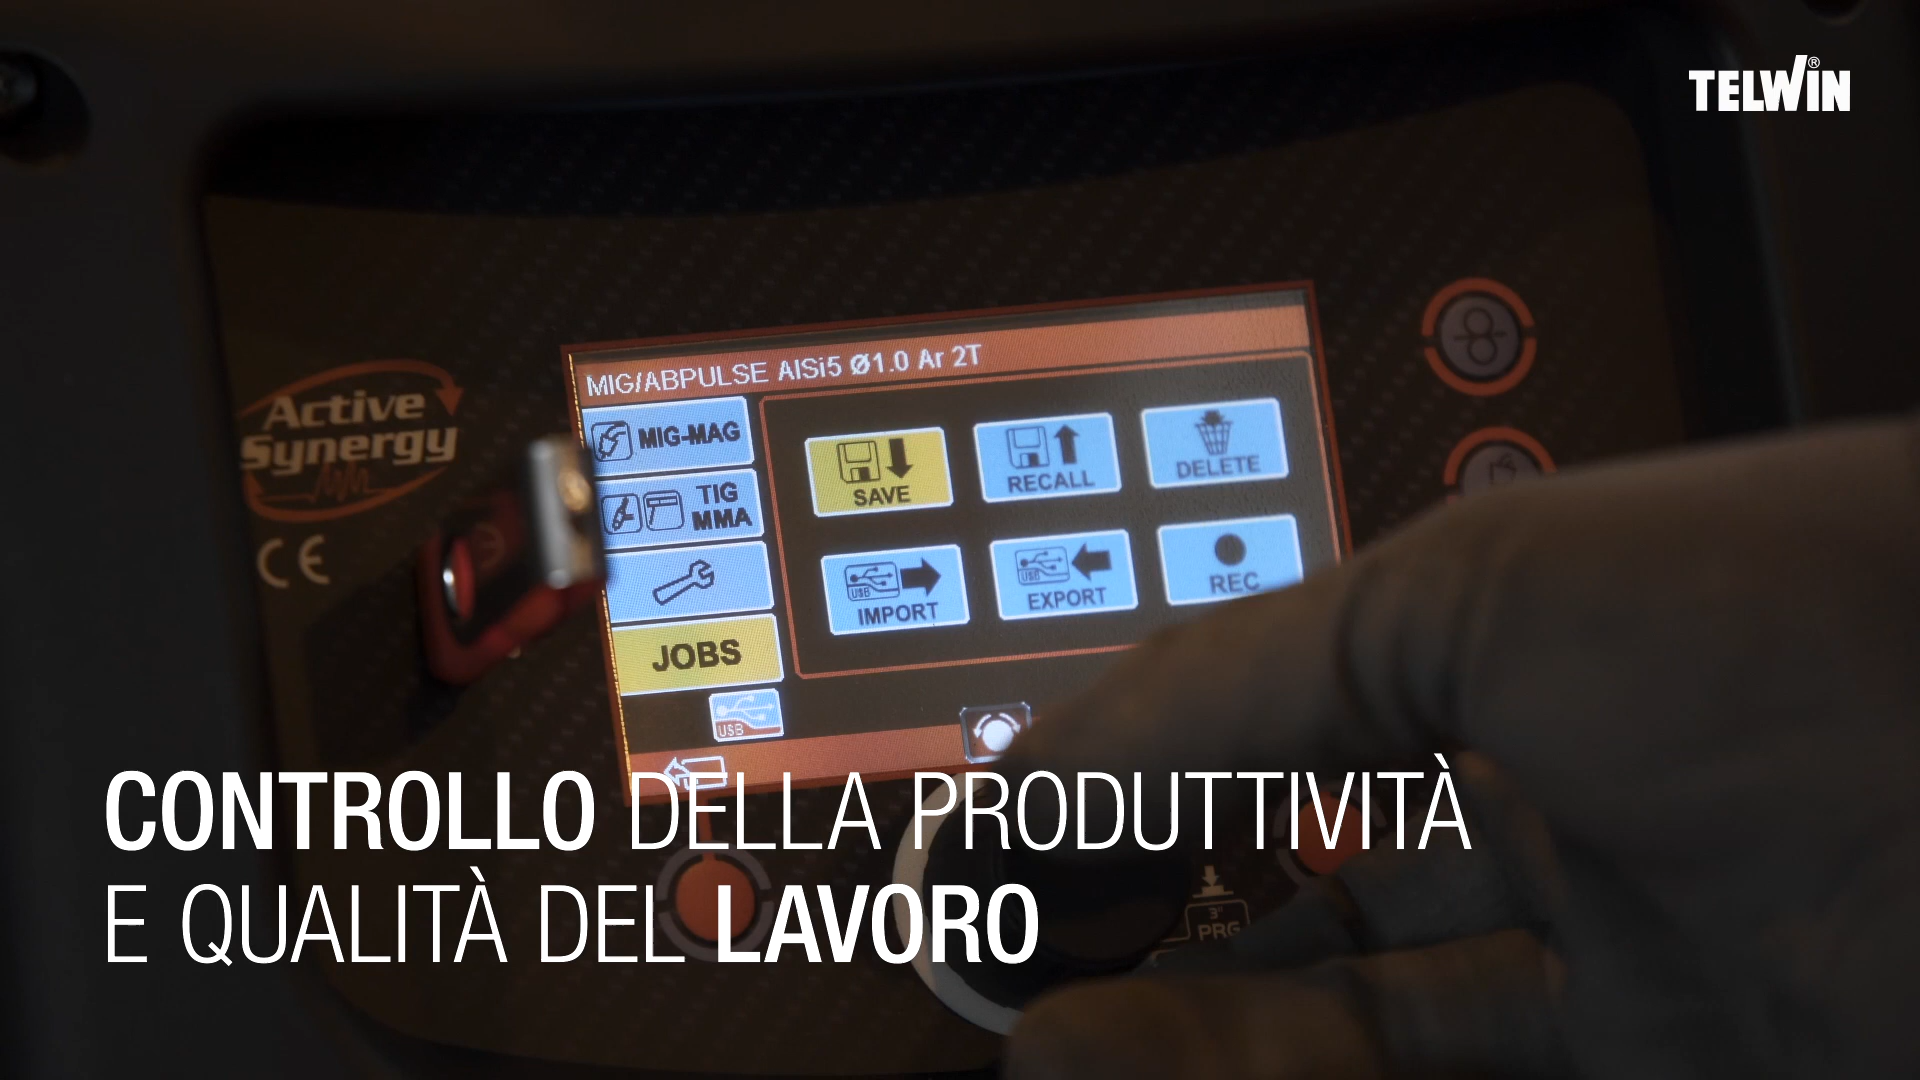 TELWIN®
MIG/ABPULSE AlSi5 Ø1.0 Ar 2T
Active
Synergy
CE
MIG-MAG
TIG
MMA
JOBS
USB
SAVE
RECALL
DELETE
USB
IMPORT
USB
EXPORT
REC
CONTROLLO DELLA PRODUTTIVITÀ
E QUALITÀ DEL LAVORO
3"
PRG